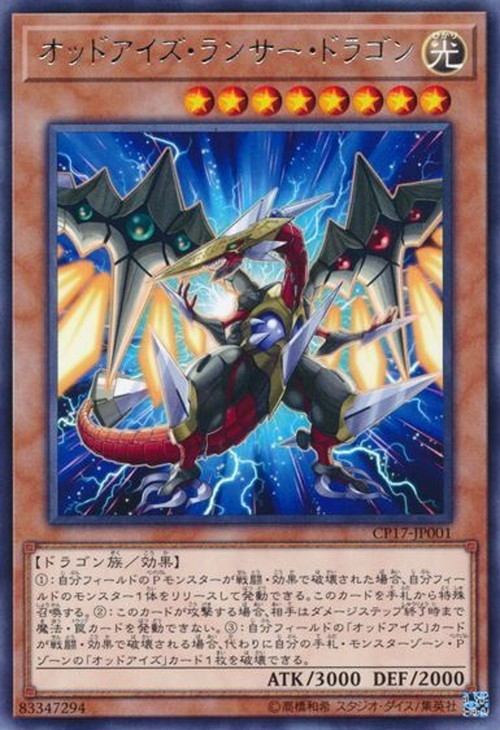 オッドアイズ・ランサー・ドラゴン
光
CP17-JP001
【ドラゴン族／効果】
①：自分フィールドのPモンスターが戦闘・効果で破壊された場合、自分フィー
ルドのモンスター1体をリリースして発動できる。このカードを手札から特殊
召喚する。②：このカードが攻撃する場合、相手はダメージステップ終了時まで
魔法・罠カードを発動できない。③：自分フィールドの「オッドアイズ」カード
が戦闘・効果で破壊される場合、代わりに自分の手札・モンスターゾーン・P
ゾーンの「オッドアイズ」カード1枚を破壊できる。
ATK/3000 DEF/2000
83347294
©高橋和希 スタジオ・ダイス/集英社